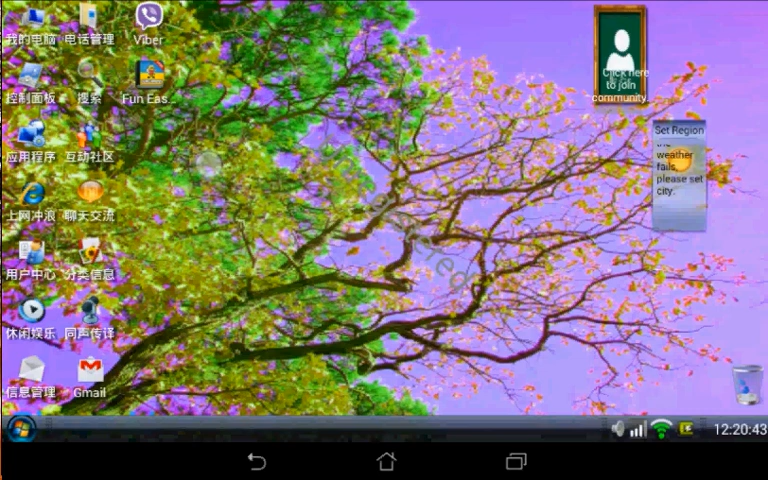 我的电脑
电话管理
Viber
控制面板
搜索
Fun Eas...
应用程序
互动社区
上网冲浪
聊天交流
用户中心
分类信息
休闲娱乐
同声传译
信息管理
Gmail
Click here
to join
community.
Set Region
the
weather
fails,
please set
city.
12:20:43